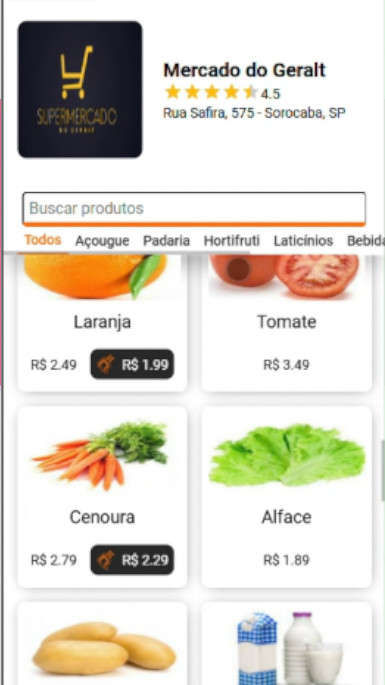 SUPERMERCADO
DO GERALT
Mercado do Geralt
4.5
Rua Safira, 575 - Sorocaba, SP
Buscar produtos
Todos Açougue Padaria Hortifruti Laticínios Bebida
Laranja
Tomate
R$ 2.49 R$ 1.99
R$ 3.49
Cenoura
Alface
R$ 2.79 R$ 2.29
R$ 1.89